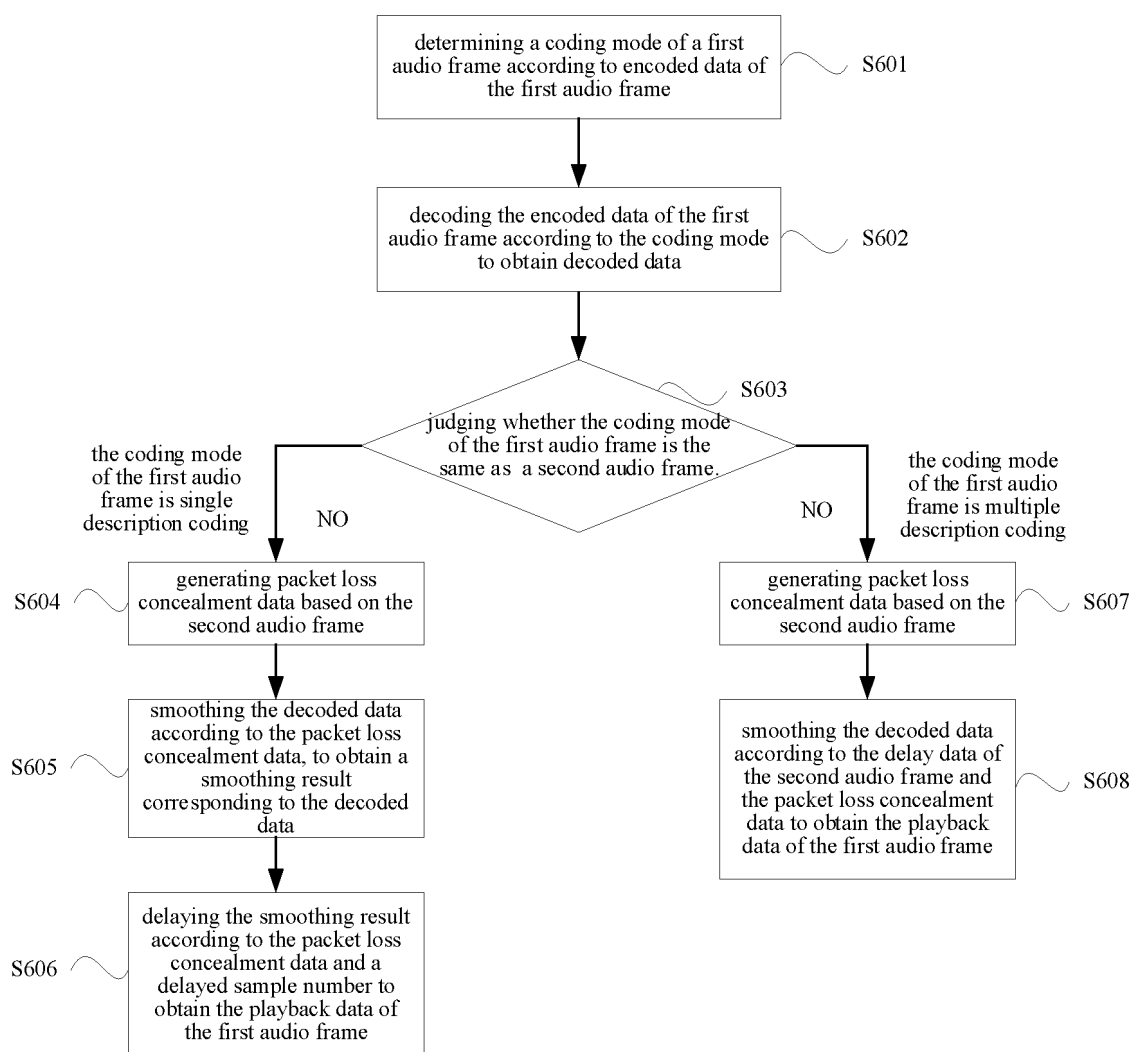 determining a coding mode of a first
audio frame according to encoded data of
the first audio frame
S601
decoding the encoded data of the first
audio frame according to the coding mode
to obtain decoded data
S602
S603
judging whether the coding mode
of the first audio frame is the
same as a second audio frame.
the coding mode
of the first audio
frame is single
description coding
NO
NO
the coding mode
of the first audio
frame is multiple
description coding
S604
generating packet loss
concealment data based on the
second audio frame
S605
smoothing the decoded data
according to the packet loss
concealment data, to obtain a
smoothing result
corresponding to the decoded
data
S606
delaying the smoothing result
according to the packet loss
concealment data and a
delayed sample number to
obtain the playback data of
the first audio frame
generating packet loss
concealment data based on the
second audio frame
S607
smoothing the decoded data
according to the delay data of
the second audio frame and
the packet loss concealment
data to obtain the playback
data of the first audio frame
S608